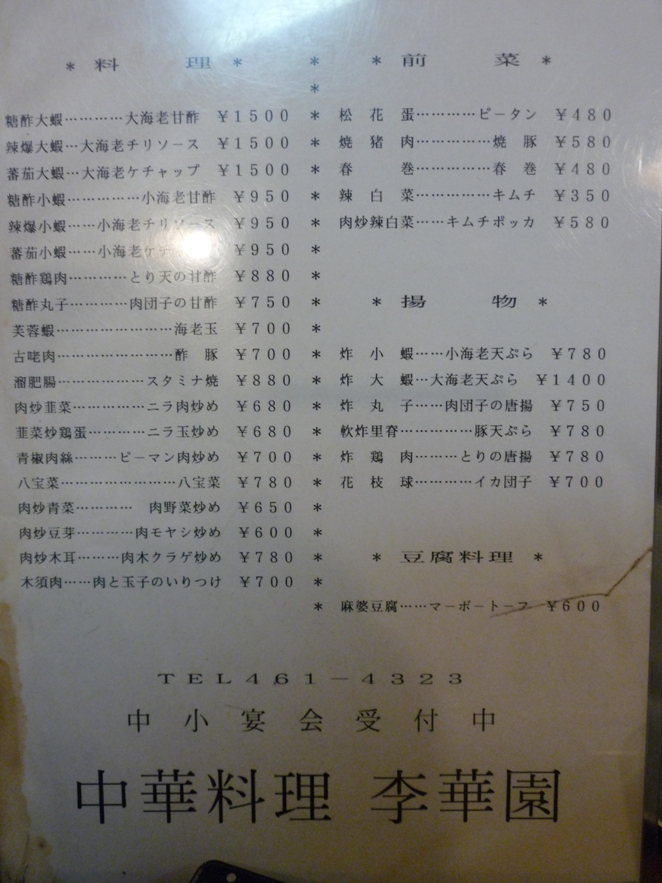 * 料 理 *
糖酢大蝦…………大海老甘酢 ￥１５００
辣爆大蝦…大海老チリソース ￥１５００
蕃茄大蝦…大海老ケチャップ ￥１５００
糖酢小蝦……………小海老甘酢 ￥９５０
辣爆小蝦……小海老チリソース ￥９５０
蕃茄小蝦……小海老ケチ ￥９５０
糖酢鶏肉…………とり天の甘酢 ￥８８０
糖酢丸子…………肉団子の甘酢 ￥７５０
芙蓉蝦……………………海老玉 ￥７００
古咾肉……………………酢 豚 ￥７００
溜肥腸………………スタミナ焼 ￥８８０
肉炒韮菜……………ニラ肉炒め ￥６８０
韮菜炒鶏蛋…………ニラ玉炒め ￥６８０
青椒肉絲………ピーマン肉炒め ￥７００
八宝菜……………………八宝菜 ￥７８０
肉炒青菜………… 肉野菜炒め ￥６５０
肉炒豆芽…………肉モヤシ炒め ￥６００
肉炒木耳………肉木クラゲ炒め ￥７８０
木須肉……肉と玉子のいりつけ ￥７００
* 前 菜 *
松 花 蛋…………ピータン ￥４８０
焼 猪 肉……………焼 豚 ￥５８０
春 巻……………春 巻 ￥４８０
辣 白 菜……………キムチ ￥３５０
肉炒辣白菜……キムチポッカ ￥５８０
* 揚 物 *
炸 小 蝦……小海老天ぷら ￥７８０
炸 大 蝦…大海老天ぷら ￥１４００
炸 丸 子……肉団子の唐揚 ￥７５０
軟炸里脊……………豚天ぷら ￥７８０
炸 鶏 肉………とりの唐揚 ￥７８０
花 枝 球…………イカ団子 ￥７００
* 豆腐料理 *
麻婆豆腐……マーボートーフ ￥６００
ＴＥＬ４６１－４３２３
中小宴会受付中
中華料理 李華園